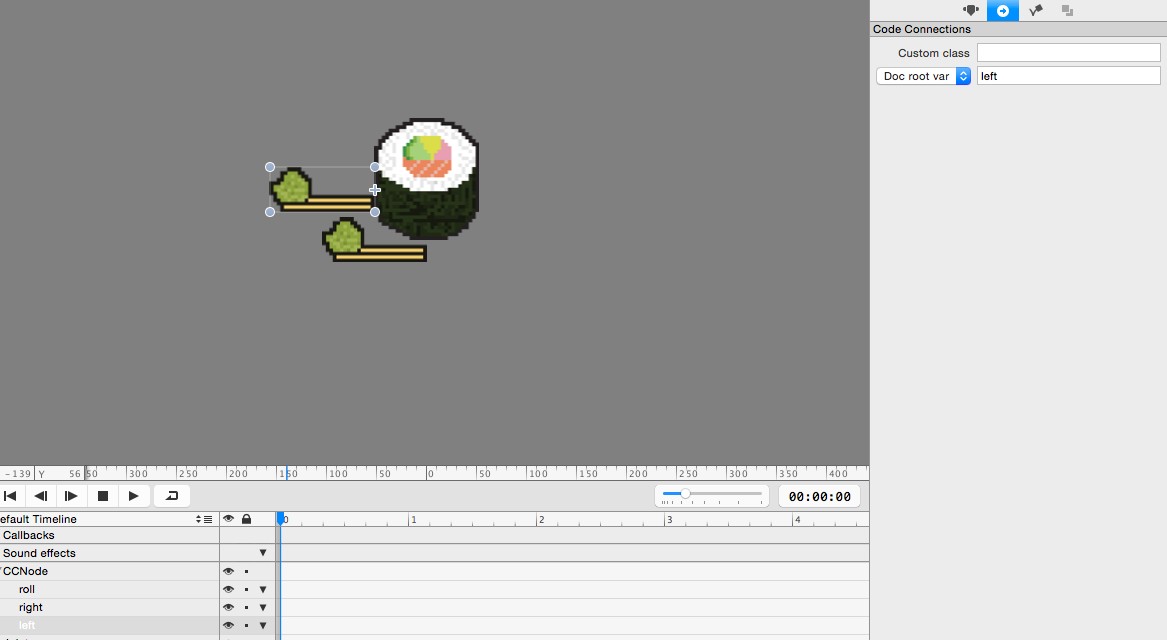 Code Connections
Custom class
Doc root var left
-139 Y 56 50 300 250 200 150 100 50 0 50 100 150 200 250 300 350 400
00:00:00
efault Timeline 0 1 2 3 4
Callbacks
Sound effects
CCNode
roll
right
left